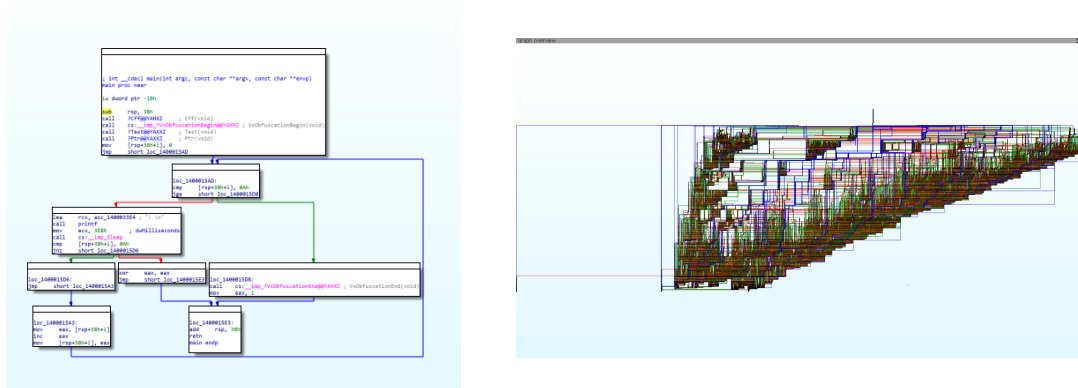 ; int __cdecl main(int argc, const char **argv, const char **envp)
main proc near
i= dword ptr -18h
sub rsp, 38h
call ?CFF@@YAHXZ ; CFF(void)
call cs:__imp_?VxObfuscationBegin@@YAXXZ ; VxObfuscationBegin(void)
call ?Test@@YAXXZ ; Test(void)
call ?Ptr@@YAXXZ ; Ptr(void)
mov [rsp+38h+i], 0
jmp short loc_1400015AD
loc_1400015AD:
cmp [rsp+38h+i], 0Ah
jge short loc_1400015D8
lea rcx, asc_1400033E4 ; "! \n"
call printf
mov ecx, 3E8h ; dwMilliseconds
call cs:__imp_Sleep
cmp [rsp+38h+i], 0Ah
short loc_1400015D6
loc_1400015D6:
jmp short loc_1400015A3
xor eax, eax
jmp short loc_1400015E3
loc_1400015D8:
call cs:__imp_?VxObfuscationEnd@@YAXXZ ; VxObfuscationEnd(void)
mov eax, 1
loc_1400015A3:
mov eax, [rsp+38h+i]
inc eax
mov [rsp+38h+i], eax
loc_1400015E3:
add rsp, 38h
retn
main endp
Graph overview